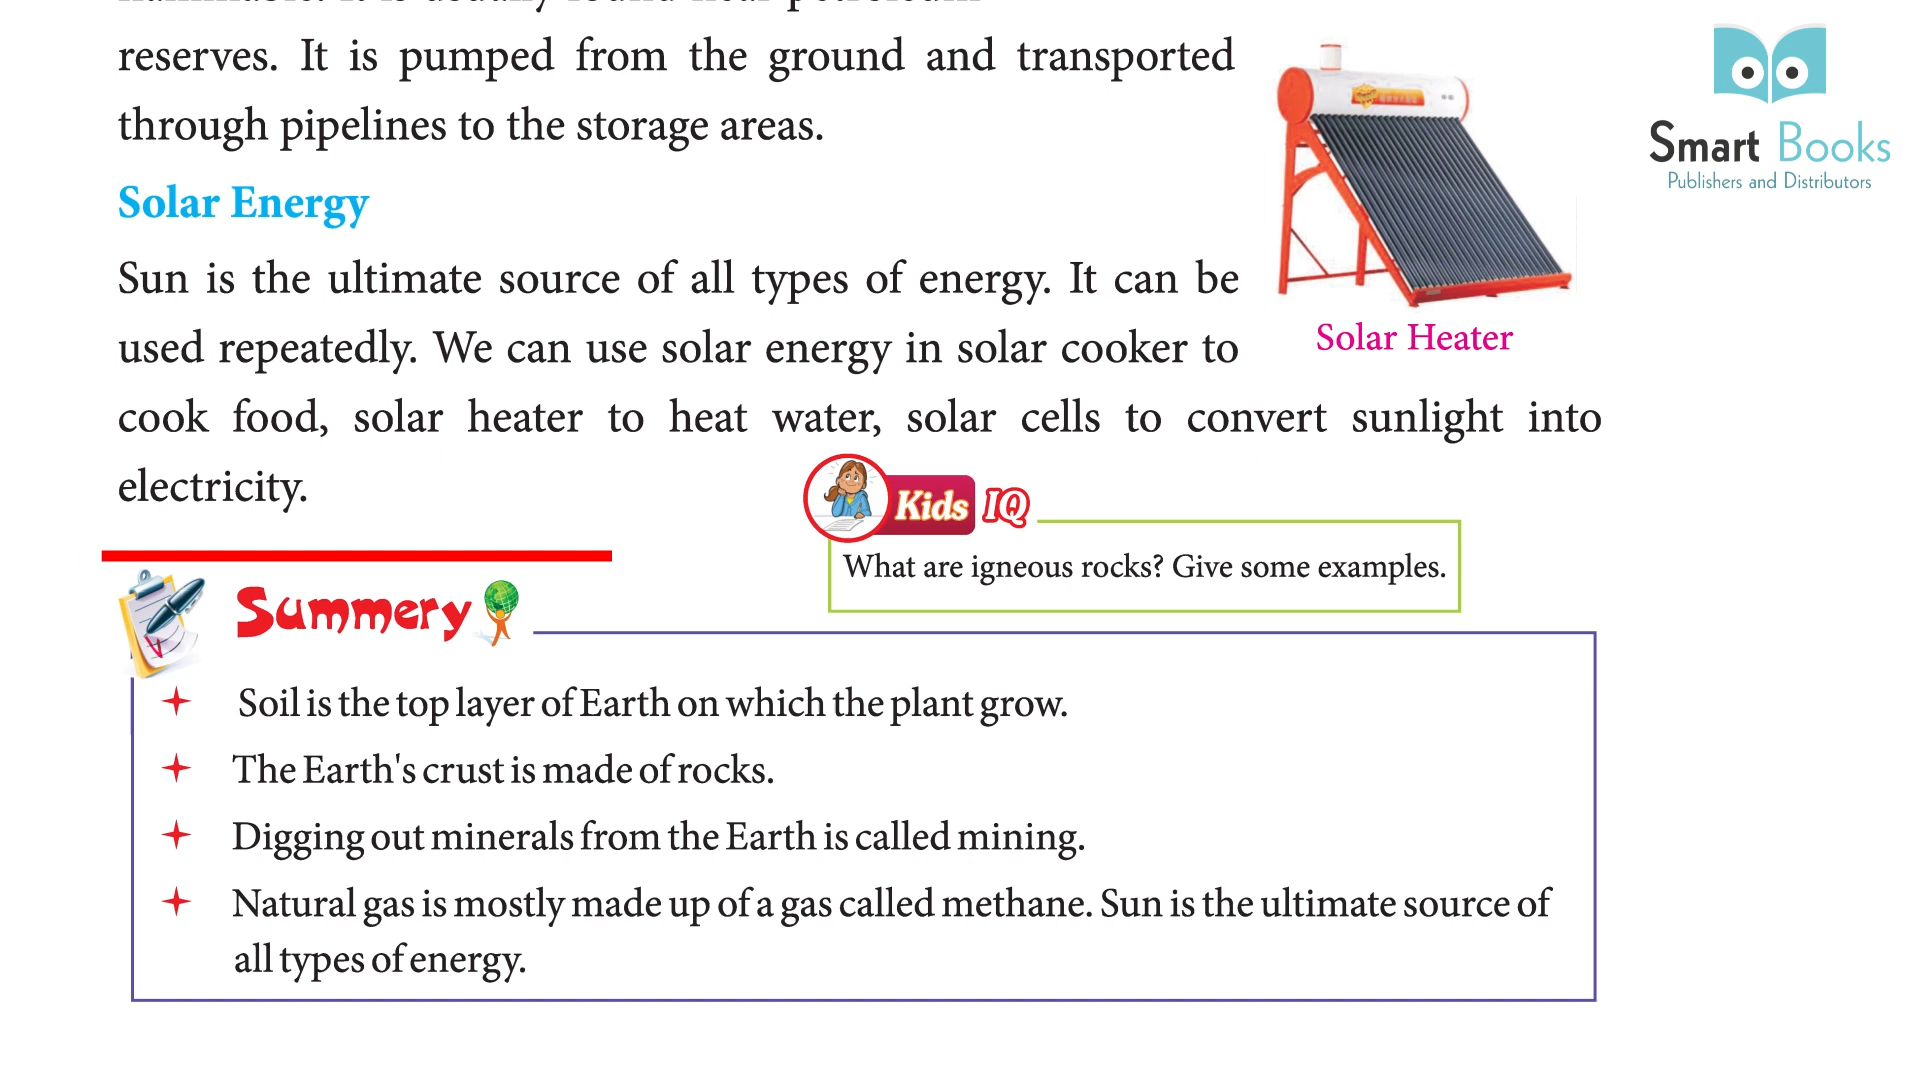 reserves. It is pumped from the ground and transported
through pipelines to the storage areas.
Solar Energy
Sun is the ultimate source of all types of energy. It can be
used repeatedly. We can use solar energy in solar cooker to
cook food, solar heater to heat water, solar cells to convert sunlight into
electricity.
Solar Heater
Smart Books
Publishers and Distributors
Kids IQ
What are igneous rocks? Give some examples.
Summery
Soil is the top layer of Earth on which the plant grow.
The Earth's crust is made of rocks.
Digging out minerals from the Earth is called mining.
Natural gas is mostly made up of a gas called methane. Sun is the ultimate source of
all types of energy.